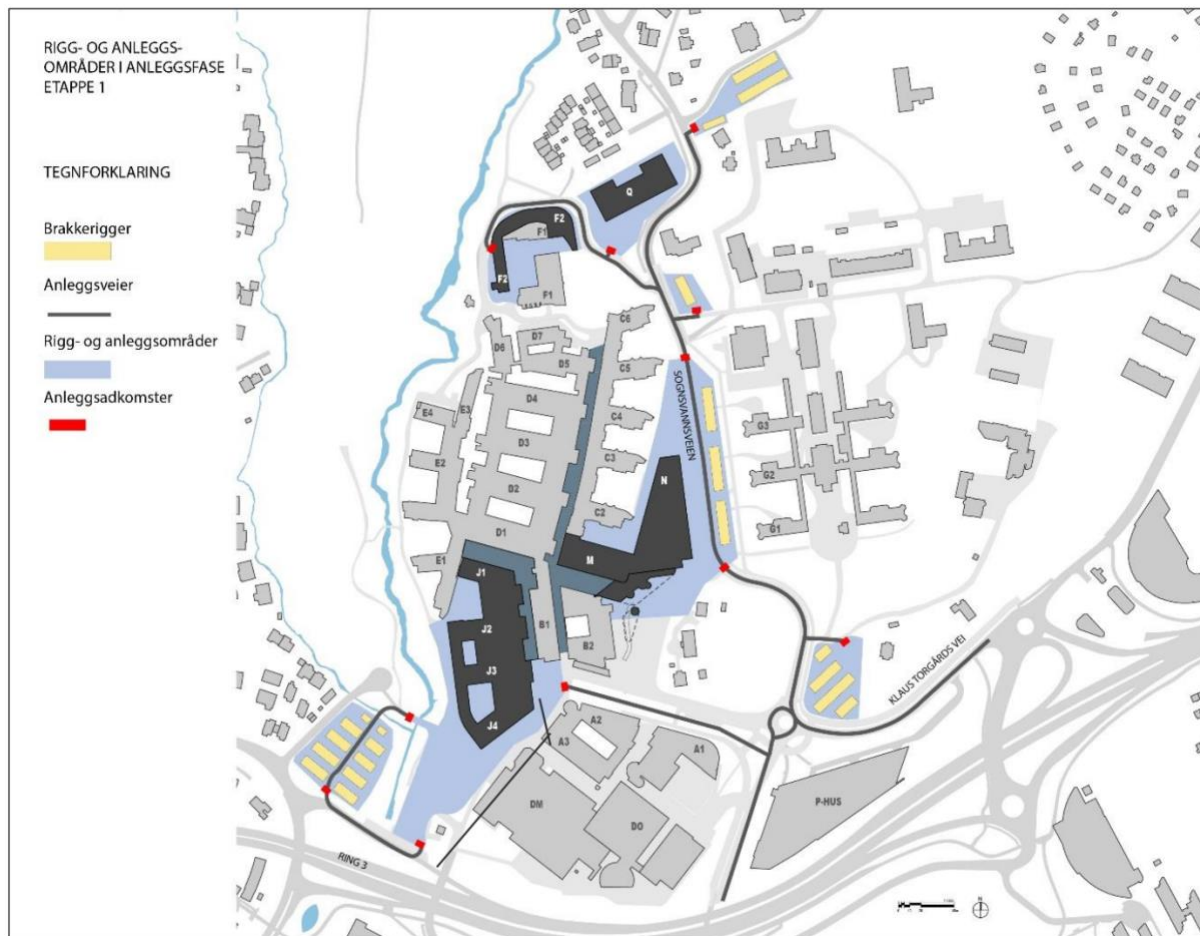 RIGG- OG ANLEGGS-
OMRÅDER I ANLEGGSFASE
ETAPPE 1
TEGNFORKLARING
Brakkerigger
Anleggsveier
Rigg- og anleggsområder
Anleggsadkomster
Q
F2
F1
F2
F1
C6
D7
D6
D5
C5
SOGNSVANNSVEIEN
D4
E3
E4
C4
G3
D3
C3
E2
G2
N
D2
C2
G1
D1
M
E1
J1
J2
B1
B2
J3
KLAUS TORGÅRDS VEI
J4
A2
A3
A1
DM
DO
P-HUS
RING 3
N